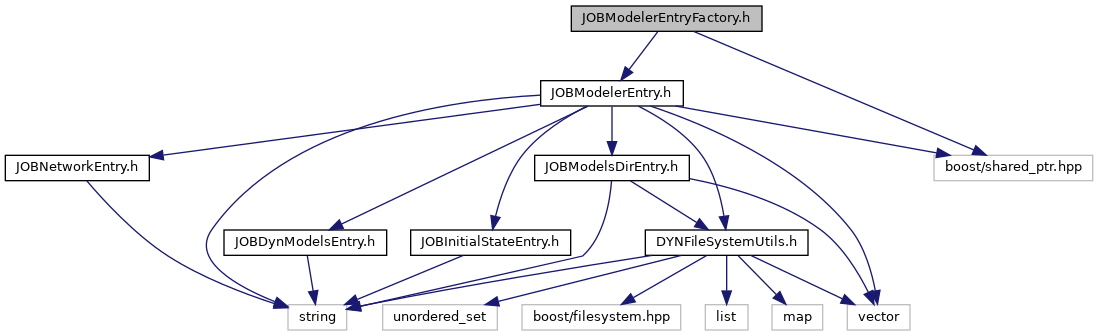 JOBModelerEntryFactory.h
JOBModelerEntry.h
JOBNetworkEntry.h
JOBModelsDirEntry.h
boost/shared_ptr.hpp
JOBDynModelsEntry.h
JOBInitialStateEntry.h
DYNFileSystemUtils.h
string
unordered_set
boost/filesystem.hpp
list
map
vector